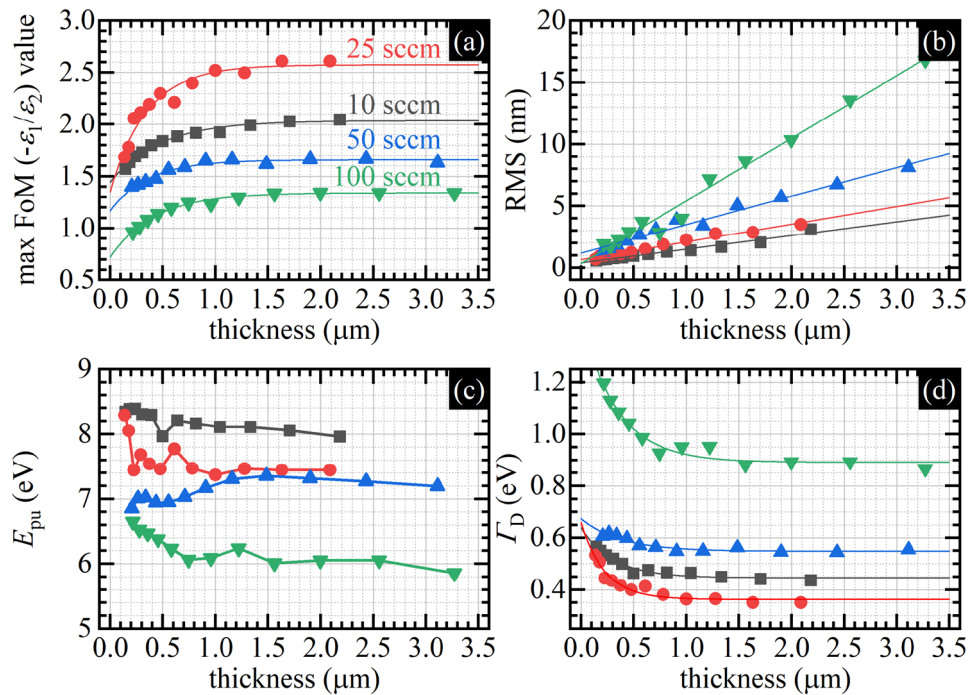 3.0
2.5
2.0
1.5
1.0
0.5
max FoM (-ε1/ε2) value
(a)
25 sccm
10 sccm
50 sccm
100 sccm
0.0 0.5 1.0 1.5 2.0 2.5 3.0 3.5
thickness (μm)
20
15
10
5
0
RMS (nm)
(b)
0.0 0.5 1.0 1.5 2.0 2.5 3.0 3.5
thickness (μm)
9
8
7
6
5
Epu (eV)
(c)
0.0 0.5 1.0 1.5 2.0 2.5 3.0 3.5
thickness (μm)
1.2
1.0
0.8
0.6
0.4
ΓD (eV)
(d)
0.0 0.5 1.0 1.5 2.0 2.5 3.0 3.5
thickness (μm)